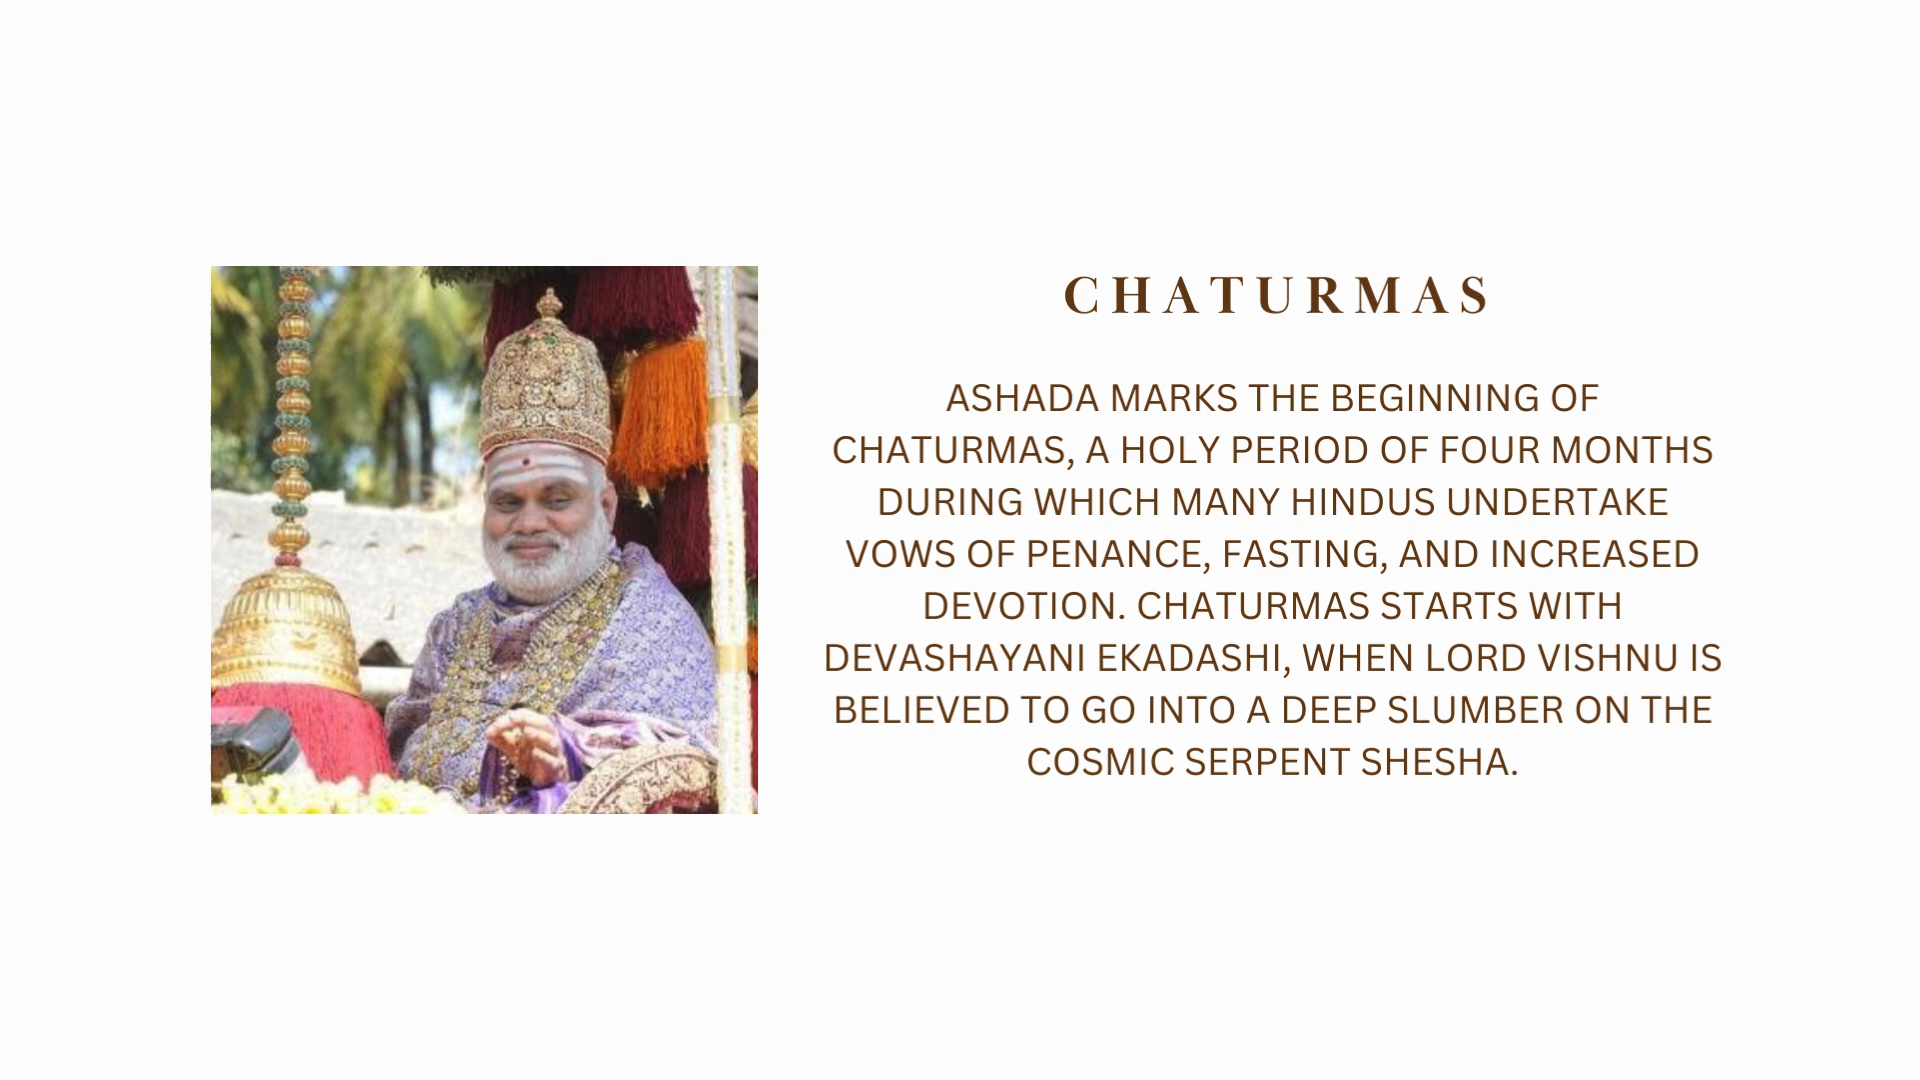 CHATURMAS
ASHADA MARKS THE BEGINNING OF
CHATURMAS, A HOLY PERIOD OF FOUR MONTHS
DURING WHICH MANY HINDUS UNDERTAKE
VOWS OF PENANCE, FASTING, AND INCREASED
DEVOTION. CHATURMAS STARTS WITH
DEVASHAYANI EKADASHI, WHEN LORD VISHNU IS
BELIEVED TO GO INTO A DEEP SLUMBER ON THE
COSMIC SERPENT SHESHA.